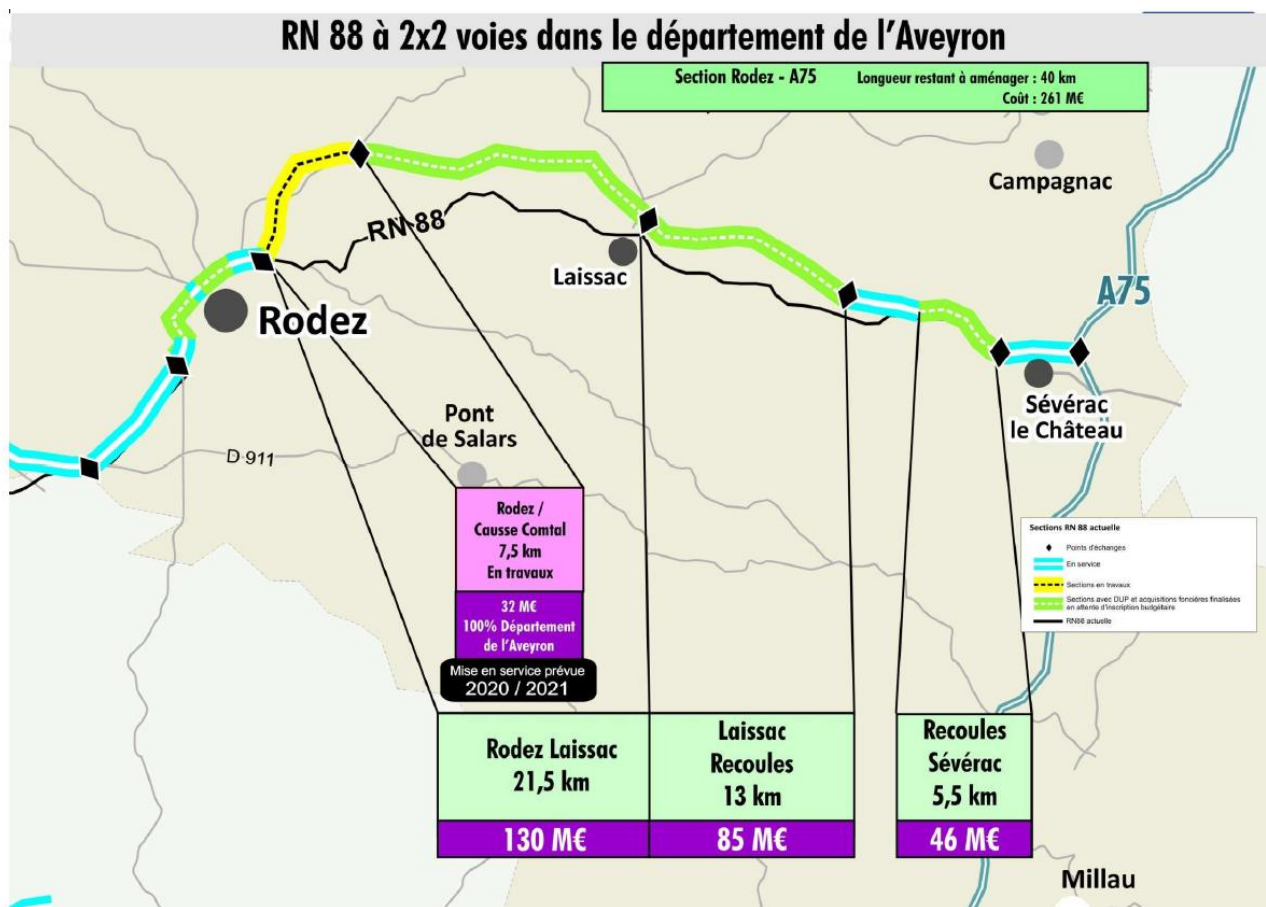 RN 88 à 2x2 voies dans le département de l'Aveyron
Section Rodez - A75 Longueur restant à aménager : 40 km
Coût : 261 M€
Campagnac
RN 88
Laissac
A75
Rodez
Sévérac
le Château
Pont
de Salars
D 911
Rodez /
Causse Comtal
7,5 km
En travaux
32 M€
100% Département
de l'Aveyron
Mise en service prévue
2020 / 2021
Sections RN 88 actuelle
Points d'échanges
En service
Sections en travaux
Sections avec DUP et acquisitions foncières finalisées
en attente d'inscription budgétaire
RN88 actuelle
Rodez Laissac
21,5 km
130 M€
Laissac
Recoules
13 km
85 M€
Recoules
Sévérac
5,5 km
46 M€
Millau